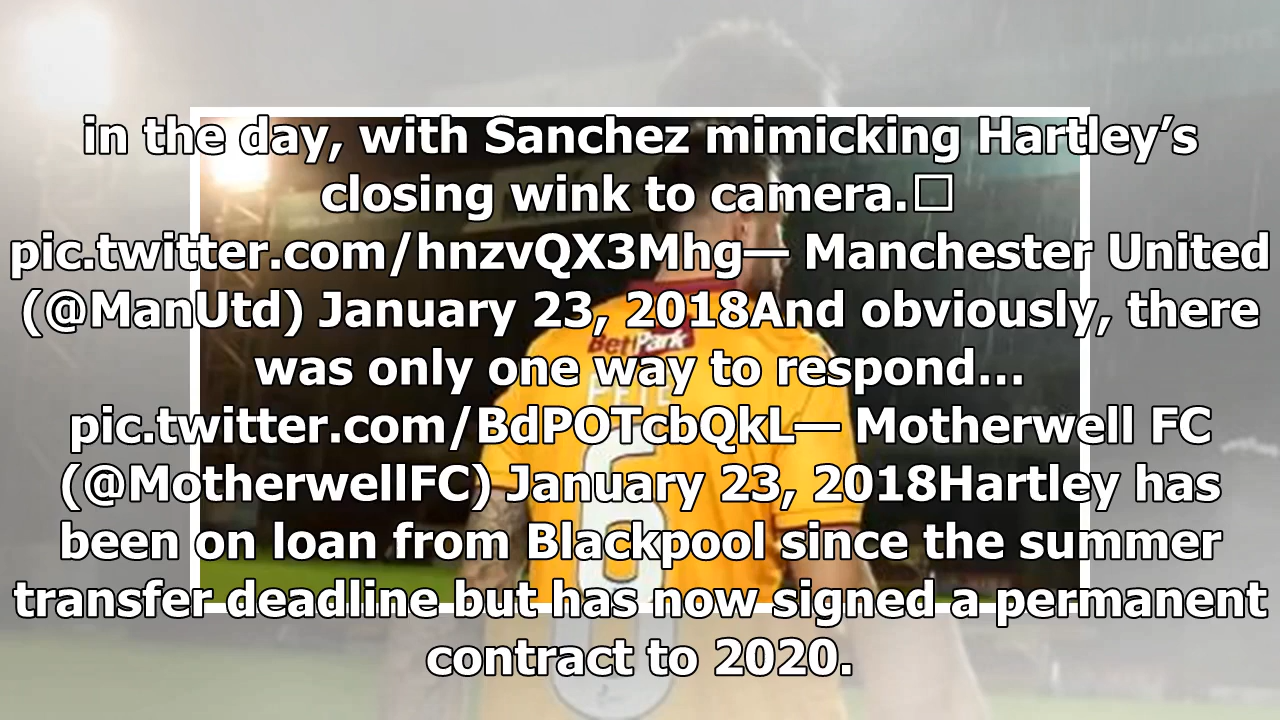 in the day, with Sanchez mimicking Hartley’s
closing wink to camera.□
pic.twitter.com/hnzvQX3Mhg— Manchester United
(@ManUtd) January 23, 2018And obviously, there
was only one way to respond…
pic.twitter.com/BdPOTcbQkL— Motherwell FC
(@MotherwellFC) January 23, 2018Hartley has
been on loan from Blackpool since the summer
transfer deadline but has now signed a permanent
contract to 2020.
BetPark
6